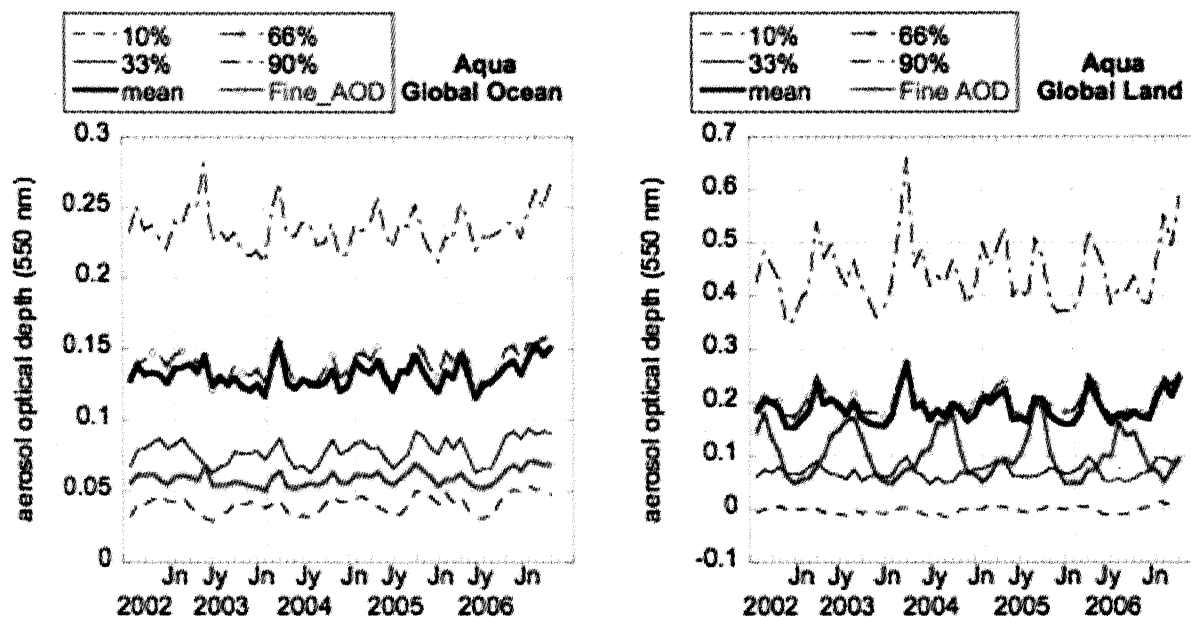 10% 66%
33% 90%
mean Fine_AOD
Aqua
Global Ocean
0.3
0.25
0.2
0.15
0.1
0.05
0
aerosol optical depth (550 nm)
Jn Jy Jn Jy Jn Jy Jn Jy Jn
2002 2003 2004 2005 2006
10% 66%
33% 90%
mean Fine AOD
Aqua
Global Land
0.7
0.6
0.5
0.4
0.3
0.2
0.1
0
-0.1
aerosol optical depth (550 nm)
Jn Jy Jn Jy Jn Jy Jn Jy Jn
2002 2003 2004 2005 2006